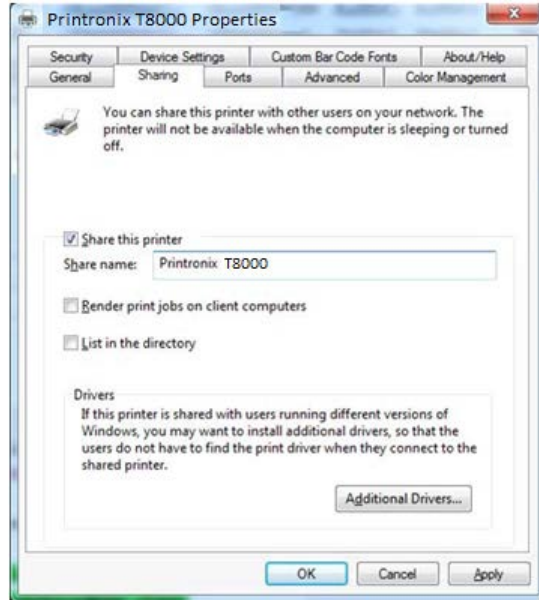 Printronix T8000 Properties
Security Device Settings Custom Bar Code Fonts About/Help
General Sharing Ports Advanced Color Management
You can share this printer with other users on your network. The
printer will not be available when the computer is sleeping or turned
off.
Share this printer
Share name: Printronix T8000
Render print jobs on client computers
List in the directory
Drivers
If this printer is shared with users running different versions of
Windows, you may want to install additional drivers, so that the
users do not have to find the print driver when they connect to the
shared printer.
Additional Drivers...
OK Cancel Apply